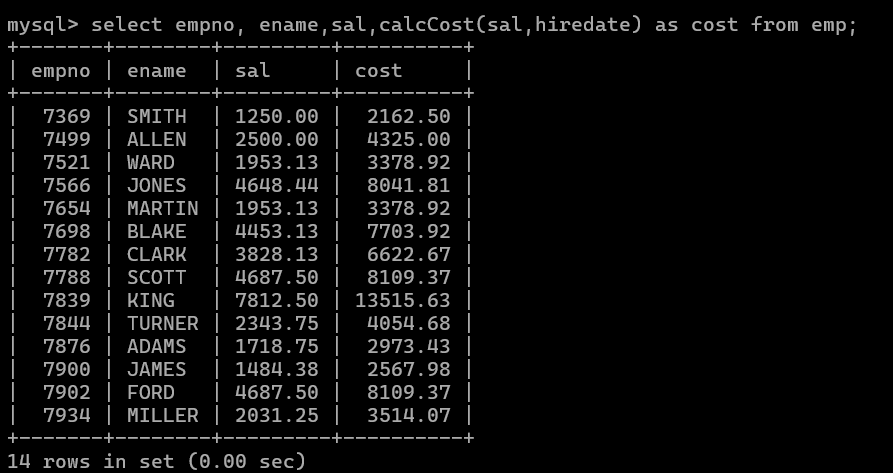 mysql> select empno, ename,sal,calcCost(sal,hiredate) as cost from emp;
+-------+--------+---------+----------+
| empno | ename  | sal     | cost     |
+-------+--------+---------+----------+
|  7369 | SMITH  | 1250.00 |  2162.50 |
|  7499 | ALLEN  | 2500.00 |  4325.00 |
|  7521 | WARD   | 1953.13 |  3378.92 |
|  7566 | JONES  | 4648.44 |  8041.81 |
|  7654 | MARTIN | 1953.13 |  3378.92 |
|  7698 | BLAKE  | 4453.13 |  7703.92 |
|  7782 | CLARK  | 3828.13 |  6622.67 |
|  7788 | SCOTT  | 4687.50 |  8109.37 |
|  7839 | KING   | 7812.50 | 13515.63 |
|  7844 | TURNER | 2343.75 |  4054.68 |
|  7876 | ADAMS  | 1718.75 |  2973.43 |
|  7900 | JAMES  | 1484.38 |  2567.98 |
|  7902 | FORD   | 4687.50 |  8109.37 |
|  7934 | MILLER | 2031.25 |  3514.07 |
+-------+--------+---------+----------+
14 rows in set (0.00 sec)